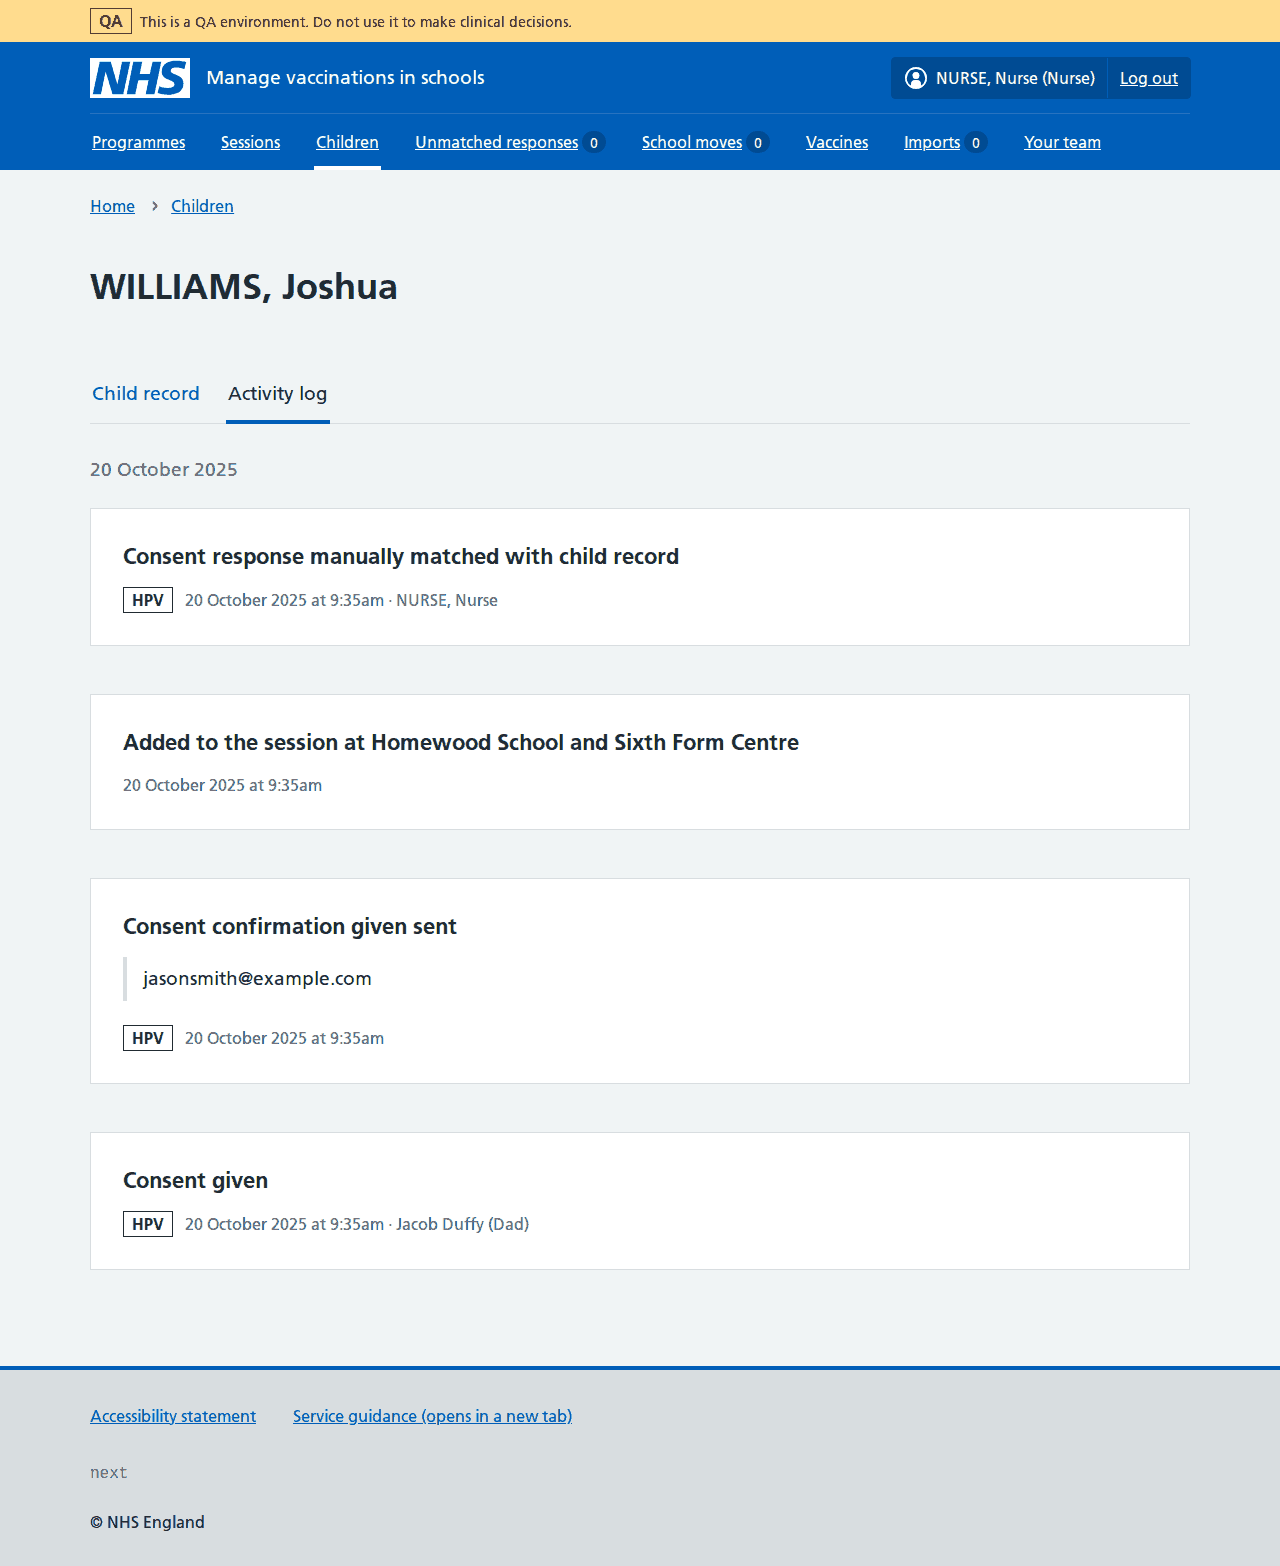 QA This is a QA environment. Do not use it to make clinical decisions.
NHS Manage vaccinations in schools NURSE, Nurse (Nurse) Log out
Programmes Sessions Children Unmatched responses 0 School moves 0 Vaccines Imports 0 Your team
Home › Children
WILLIAMS, Joshua
Child record Activity log
20 October 2025
Consent response manually matched with child record
HPV 20 October 2025 at 9:35am · NURSE, Nurse
Added to the session at Homewood School and Sixth Form Centre
20 October 2025 at 9:35am
Consent confirmation given sent
jasonsmith@example.com
HPV 20 October 2025 at 9:35am
Consent given
HPV 20 October 2025 at 9:35am · Jacob Duffy (Dad)
Accessibility statement Service guidance (opens in a new tab)
next
© NHS England